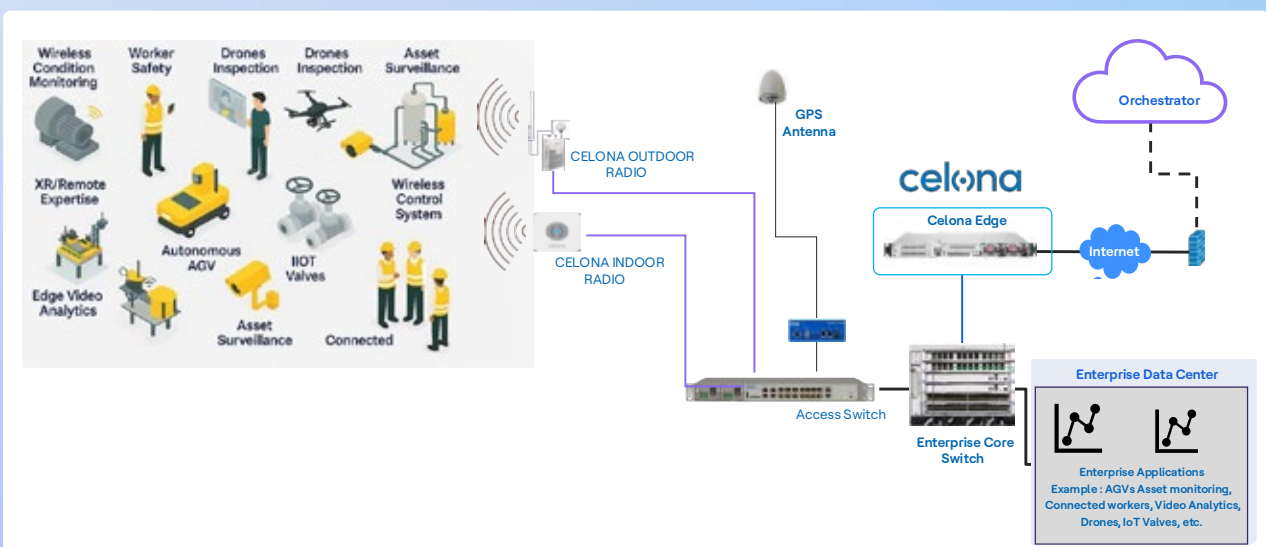 Wireless
Condition
Monitoring
Worker
Safety
Drones
Inspection
Drones
Inspection
Asset
Surveillance
XR/Remote
Expertise
Autonomous
AGV
IIOT
Valves
Wireless
Control
System
Edge Video
Analytics
Asset
Surveillance
Connected
CELONA OUTDOOR
RADIO
CELONA INDOOR
RADIO
GPS
Antenna
Access Switch
celona
Celona Edge
Internet
Orchestrator
Enterprise Core
Switch
Enterprise Data Center
Enterprise Applications
Example : AGVs Asset monitoring,
Connected workers, Video Analytics,
Drones, IoT Valves, etc.